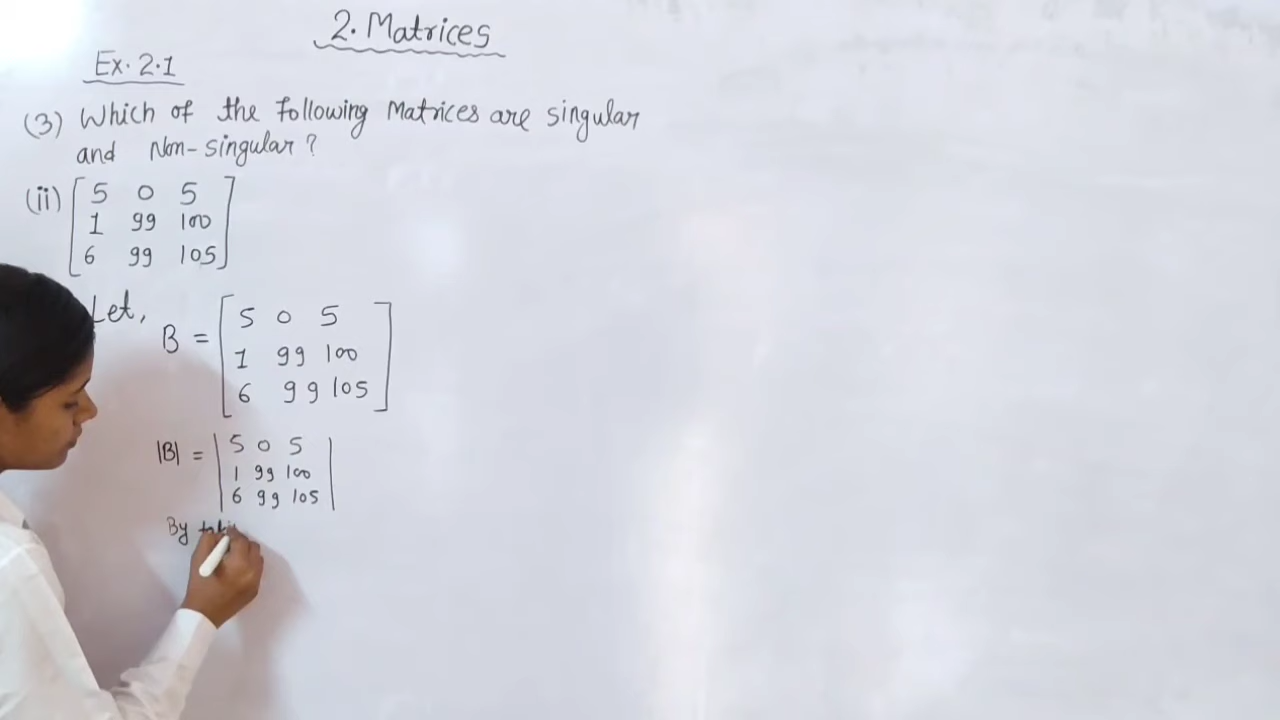 2. Matrices
Ex. 2.1
(3) Which of the following Matrices are singular
and Non-singular?
(ii) [ 5 0 5
1 99 100
6 99 105 ]
Let,
B = [ 5 0 5
1 99 100
6 99 105 ]
|B| = | 5 0 5
1 99 100
6 99 105 |
By